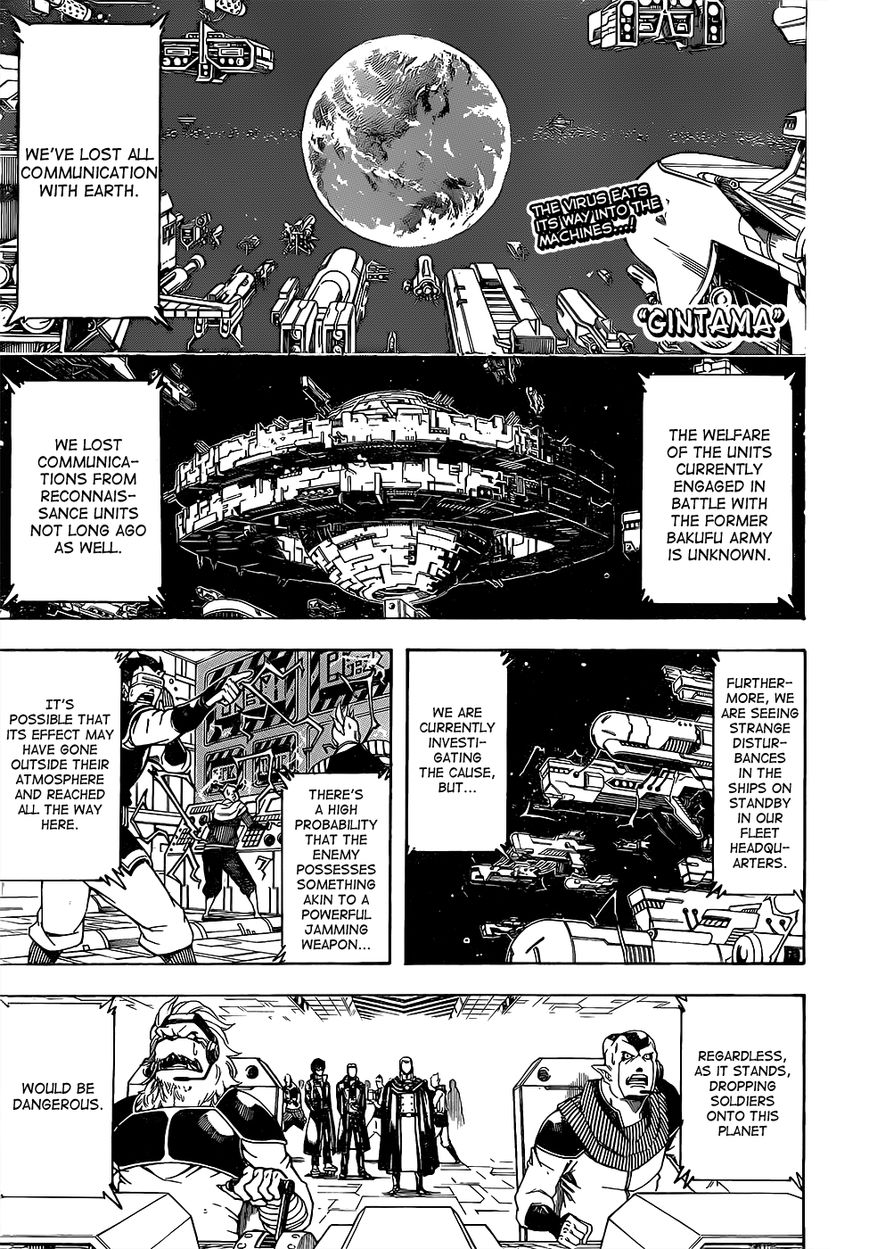 WE'VE LOST ALL
COMMUNICATION
WITH EARTH.
THE VIRUS EATS
ITS WAY INTO THE
MACHINES...!
"GINTAMA"
THE WELFARE
OF THE UNITS
CURRENTLY
ENGAGED IN
BATTLE WITH
THE FORMER
BAKUFU ARMY
IS UNKNOWN.
WE LOST
COMMUNICA-
TIONS FROM
RECONNAIS-
SANCE UNITS
NOT LONG AGO
AS WELL.
FURTHER-
MORE, WE
ARE SEEING
STRANGE
DISTUR-
BANCES
IN THE
SHIPS ON
STANDBY
IN OUR
FLEET
HEADQU-
ARTERS.
WE ARE
CURRENTLY
INVESTI-
GATING
THE CAUSE,
BUT...
THERE'S
A HIGH
PROBABILITY
THAT THE
ENEMY
POSSESSES
SOMETHING
AKIN TO A
POWERFUL
JAMMING
WEAPON...
IT'S
POSSIBLE THAT
ITS EFFECT MAY
HAVE GONE
OUTSIDE THEIR
ATMOSPHERE
AND REACHED
ALL THE WAY
HERE.
REGARDLESS,
AS IT STANDS,
DROPPING
SOLDIERS
ONTO THIS
PLANET
WOULD BE
DANGEROUS.